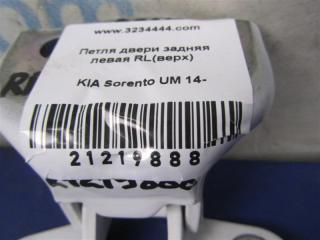 www.3234444.com
Петля двери задняя
левая RL(верх)
KIA Sorento UM 14-
21219888